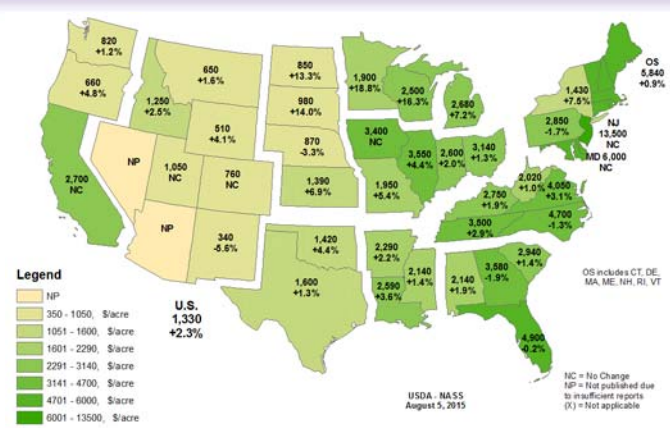 820
+1.2%
660
+4.8%
2,700
NC
NP
1,250
+2.5%
650
+1.6%
510
+4.1%
1,050
NC
760
NC
NP
340
-5.6%
850
+13.3%
980
+14.0%
870
-3.3%
1,390
+6.9%
1,420
+4.4%
1,600
+1.3%
1,900
+18.8%
2,500
+16.3%
2,680
+7.2%
3,400
NC
3,550
+4.4%
2,600
+2.0%
3,140
+1.3%
1,950
+5.4%
2,290
+2.2%
2,590
+3.6%
2,140
+1.4%
2,140
+1.9%
3,580
-1.9%
4,900
-0.2%
2,750
+1.9%
3,500
+2.9%
2,020
+1.0%
4,050
+3.1%
4,700
-1.3%
2,940
+1.4%
1,430
+7.5%
2,850
-1.7%
OS
5,840
+0.9%
NJ
13,500
NC
MD 6,000
NC
OS includes CT, DE,
MA, ME, NH, RI, VT
U.S.
1,330
+2.3%
Legend
NP
350 - 1050, $/acre
1051 - 1600, $/acre
1601 - 2290, $/acre
2291 - 3140, $/acre
3141 - 4700, $/acre
4701 - 6000, $/acre
6001 - 13500, $/acre
USDA - NASS
August 5, 2015
NC = No Change
NP = Not published due
to insufficient reports
(X) = Not applicable